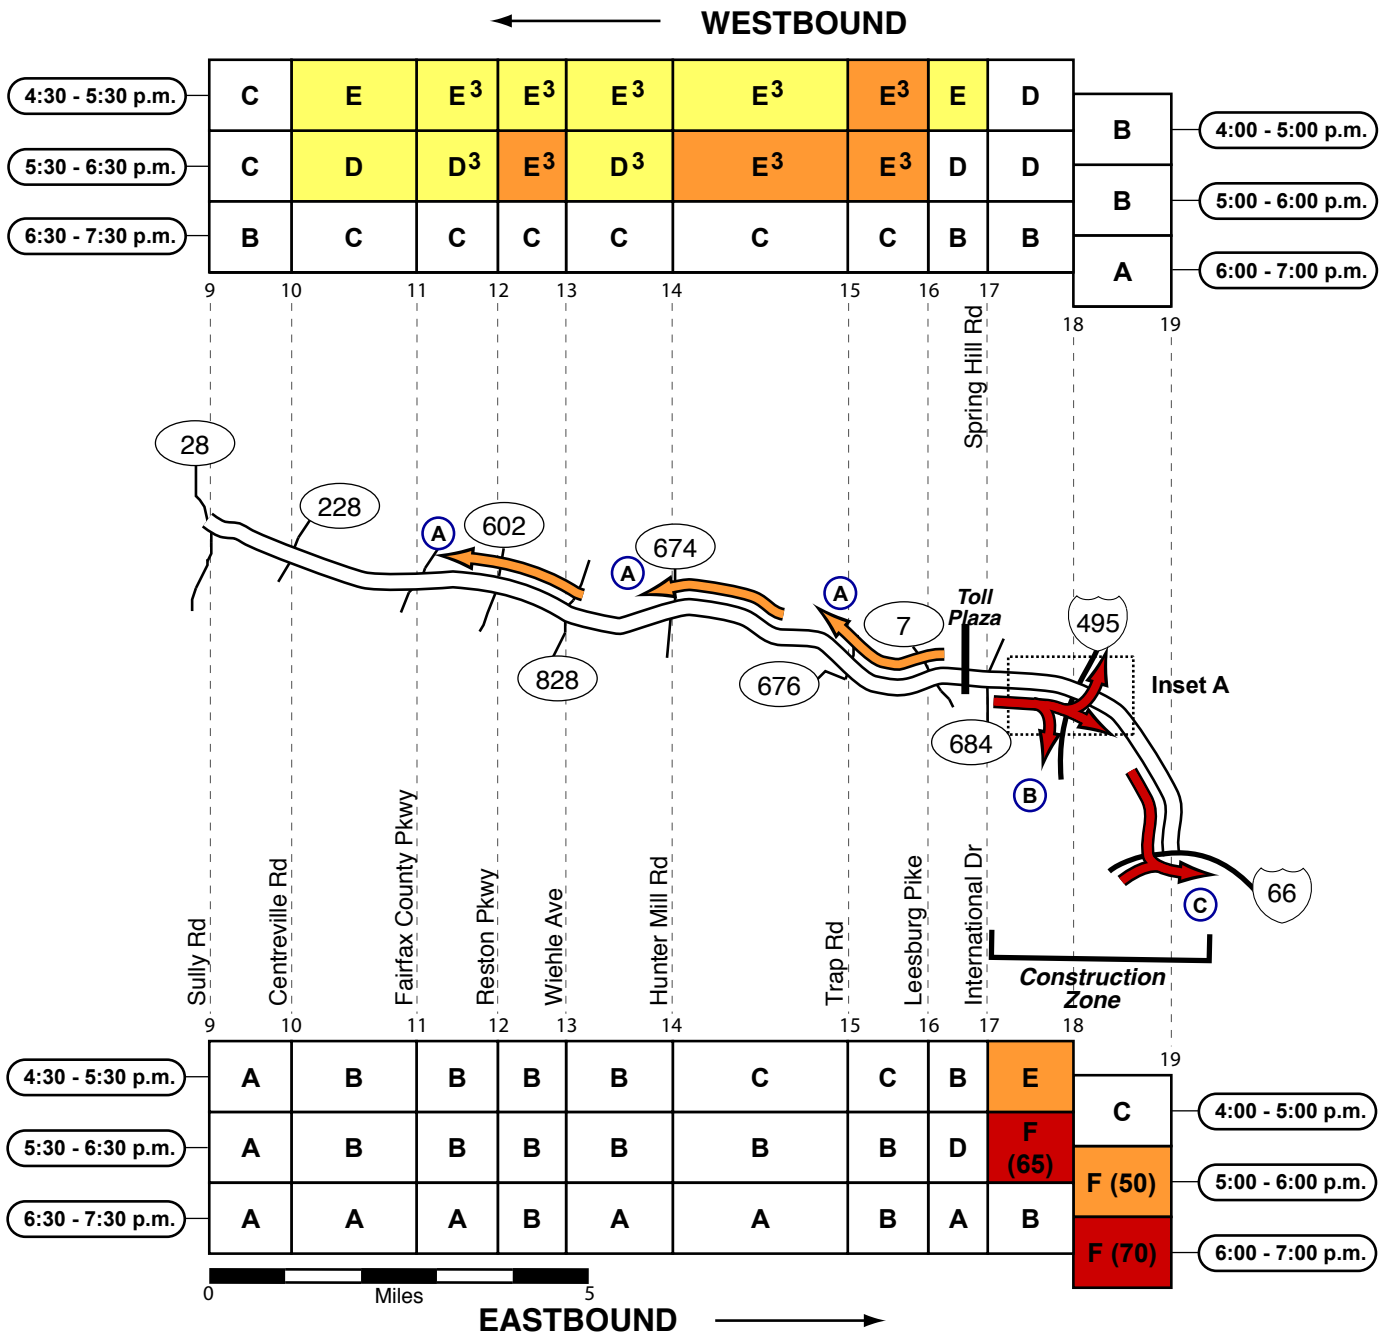 WESTBOUND
4:30 - 5:30 p.m. C E E3 E3 E3 E3 E3 E D
B 4:00 - 5:00 p.m.
5:30 - 6:30 p.m. C D D3 E3 D3 E3 E3 D D
B 5:00 - 6:00 p.m.
6:30 - 7:30 p.m. B C C C C C C B B
A 6:00 - 7:00 p.m.
9 10 11 12 13 14 15 16 17
18 19
Spring Hill Rd
28
228
A
602
A
674
A
7
Toll
Plaza
495
828
676
684
Inset A
B
C
66
Sully Rd
Centreville Rd
Fairfax County Pkwy
Reston Pkwy
Wiehle Ave
Hunter Mill Rd
Trap Rd
Leesburg Pike
International Dr
Construction
Zone
9 10 11 12 13 14 15 16 17 18
19
4:30 - 5:30 p.m. A B B B B C C B E
C 4:00 - 5:00 p.m.
5:30 - 6:30 p.m. A B B B B B B D F
(65)
F (50) 5:00 - 6:00 p.m.
6:30 - 7:30 p.m. A A A B A A B A B
F (70) 6:00 - 7:00 p.m.
0 Miles 5
EASTBOUND